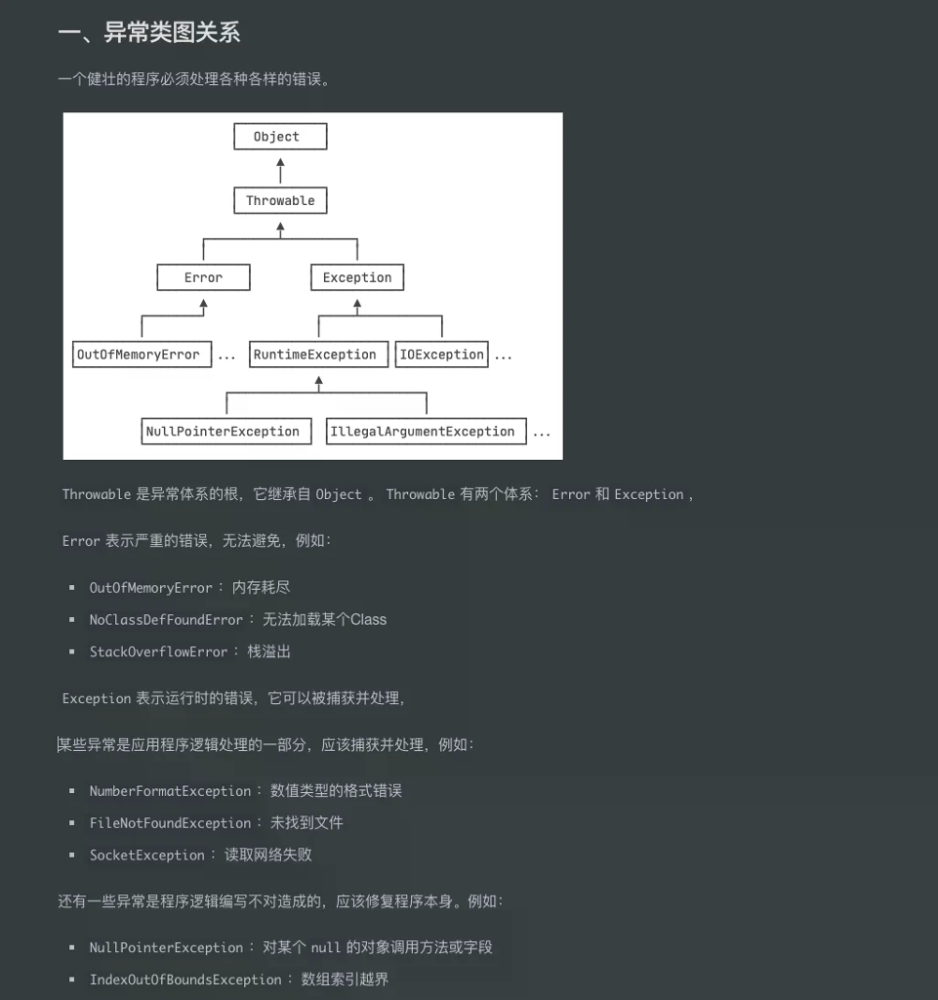 一、异常类图关系
一个健壮的程序必须处理各种各样的错误。
Object
Throwable
Error Exception
OutOfMemoryError ... RuntimeException IOException ...
NullPointerException IllegalArgumentException ...
Throwable 是异常体系的根，它继承自 Object 。 Throwable 有两个体系： Error 和 Exception ，
Error 表示严重的错误，无法避免，例如：
▪ OutOfMemoryError ： 内存耗尽
▪ NoClassDefFoundError ： 无法加载某个Class
▪ StackOverflowError ： 栈溢出
Exception 表示运行时的错误，它可以被捕获并处理，
某些异常是应用程序逻辑处理的一部分，应该捕获并处理，例如：
▪ NumberFormatException ： 数值类型的格式错误
▪ FileNotFoundException ： 未找到文件
▪ SocketException ： 读取网络失败
还有一些异常是程序逻辑编写不对造成的，应该修复程序本身。例如：
▪ NullPointerException ： 对某个 null 的对象调用方法或字段
▪ IndexOutOfBoundsException ： 数组索引越界